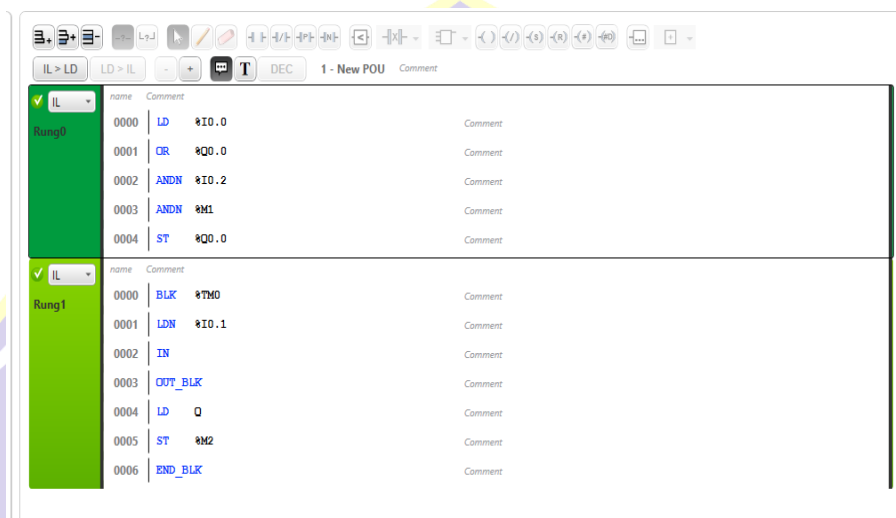 IL > LD LD > IL - + T DEC 1 - New POU Comment
IL name Comment
Rung0
0000 LD %I0.0 Comment
0001 OR %Q0.0 Comment
0002 ANDN %I0.2 Comment
0003 ANDN %M1 Comment
0004 ST %Q0.0 Comment
IL name Comment
Rung1
0000 BLK %TM0 Comment
0001 LDN %I0.1 Comment
0002 IN Comment
0003 OUT_BLK Comment
0004 LD Q Comment
0005 ST %M2 Comment
0006 END_BLK Comment